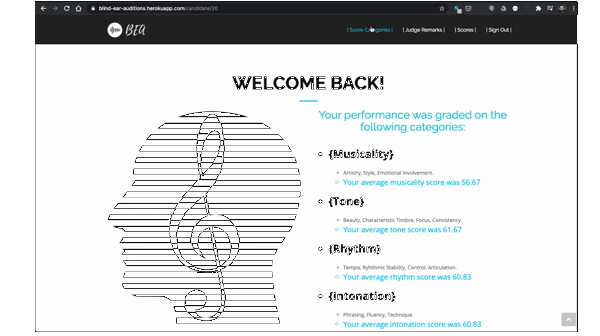 blind-ear-auditions.herokuapp.com/candidate/20
BEA
| Score Categories | | Judge Remarks | | Scores | | Sign Out |
WELCOME BACK!
Your performance was graded on the
following categories:
{Musicality}
Artistry, Style, Emotional Involvement.
Your average musicality score was 56.67
{Tone}
Beauty, Characteristic Timbre, Focus, Consistency.
Your average tone score was 61.67
{Rhythm}
Tempo, Ryhthmic Stability, Control, Articulation.
Your average rhythm score was 60.83
{Intonation}
Phrasing, Fluency, Technique.
Your average intonation score was 60.83